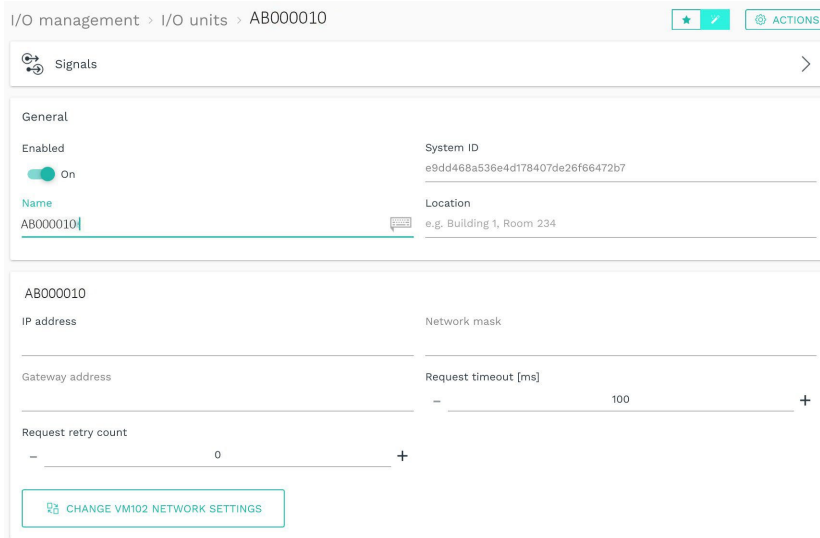 I/O management > I/O units > AB000010
ACTIONS
Signals
General
Enabled
On
System ID
e9dd468a536e4d178407de26f66472b7
Name
AB000010
Location
e.g. Building 1, Room 234
AB000010
IP address
Network mask
Gateway address
Request timeout [ms]
– 100 +
Request retry count
– 0 +
CHANGE VM102 NETWORK SETTINGS